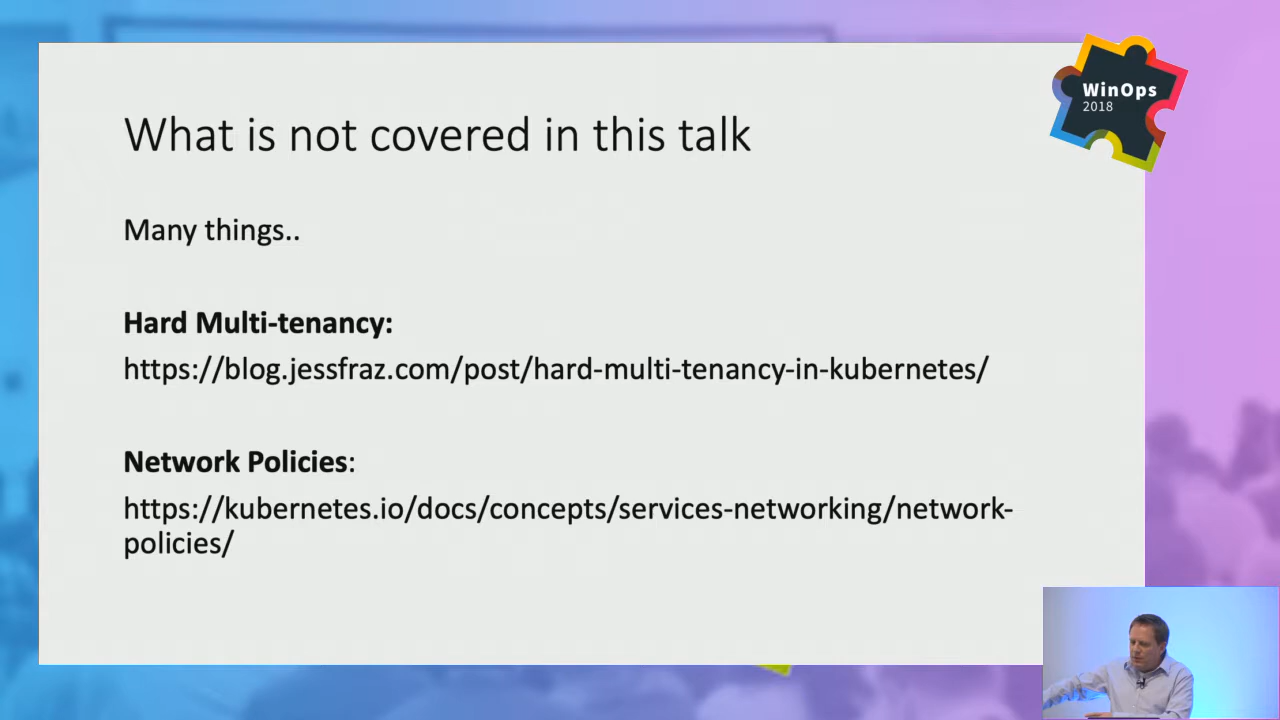 WinOps
2018
What is not covered in this talk
Many things..
Hard Multi-tenancy:
https://blog.jessfraz.com/post/hard-multi-tenancy-in-kubernetes/
Network Policies:
https://kubernetes.io/docs/concepts/services-networking/network-
policies/